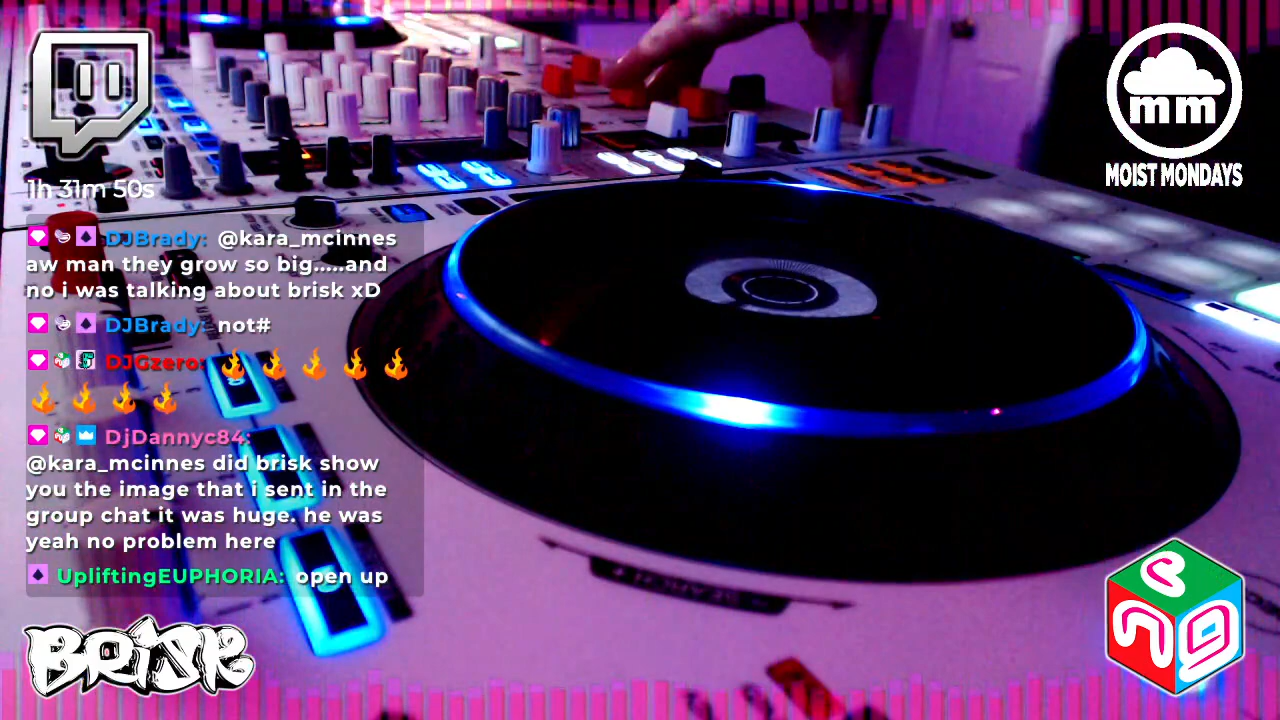 mm
MOIST MONDAYS
1h 31m 50s
DJBrady: @kara_mcinnes
aw man they grow so big.....and
no i was talking about brisk xD
DJBrady: not#
DJGzero:
DjDannyc84:
@kara_mcinnes did brisk show
you the image that i sent in the
group chat it was huge. he was
yeah no problem here
UpliftingEUPHORIA: open up
BRISK
SEARCH